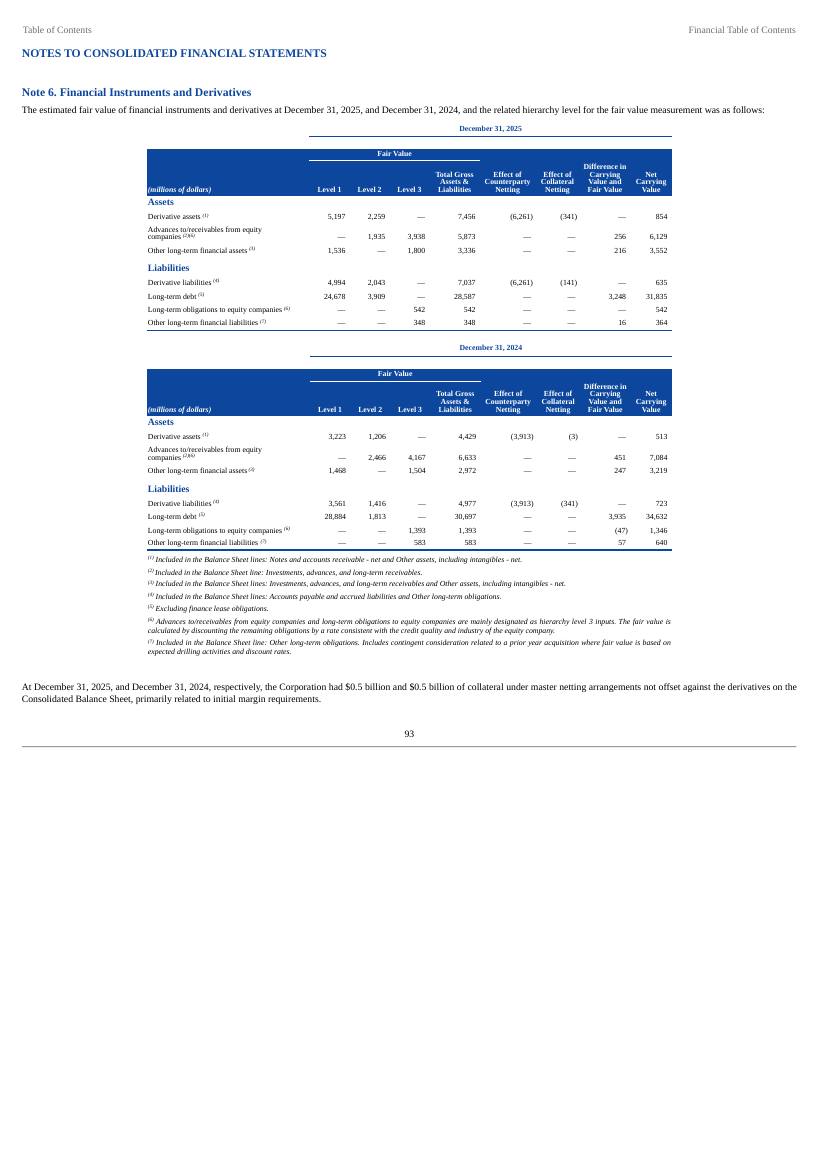 Table of Contents
Financial Table of Contents
NOTES TO CONSOLIDATED FINANCIAL STATEMENTS
Note 6. Financial Instruments and Derivatives
The estimated fair value of financial instruments and derivatives at December 31, 2025, and December 31, 2024, and the related hierarchy level for the fair value measurement was as follows:
December 31, 2025
Fair Value
(millions of dollars) Level 1 Level 2 Level 3 Total Gross Assets & Liabilities Effect of Counterparty Netting Effect of Collateral Netting Difference in Carrying Value and Fair Value Net Carrying Value
Assets
Derivative assets (1) 5,197 2,259 — 7,456 (6,261) (341) — 854
Advances to/receivables from equity
companies (2)(6) — 1,935 3,938 5,873 — — 256 6,129
Other long-term financial assets (3) 1,536 — 1,800 3,336 — — 216 3,552
Liabilities
Derivative liabilities (4) 4,994 2,043 — 7,037 (6,261) (141) — 635
Long-term debt (5) 24,678 3,909 — 28,587 — — 3,248 31,835
Long-term obligations to equity companies (6) — — 542 542 — — — 542
Other long-term financial liabilities (7) — — 348 348 — — 16 364
December 31, 2024
Fair Value
(millions of dollars) Level 1 Level 2 Level 3 Total Gross Assets & Liabilities Effect of Counterparty Netting Effect of Collateral Netting Difference in Carrying Value and Fair Value Net Carrying Value
Assets
Derivative assets (1) 3,223 1,206 — 4,429 (3,913) (3) — 513
Advances to/receivables from equity
companies (2)(6) — 2,466 4,167 6,633 — — 451 7,084
Other long-term financial assets (3) 1,468 — 1,504 2,972 — — 247 3,219
Liabilities
Derivative liabilities (4) 3,561 1,416 — 4,977 (3,913) (341) — 723
Long-term debt (5) 28,884 1,813 — 30,697 — — 3,935 34,632
Long-term obligations to equity companies (6) — — 1,393 1,393 — — (47) 1,346
Other long-term financial liabilities (7) — — 583 583 — — 57 640
(1) Included in the Balance Sheet lines: Notes and accounts receivable - net and Other assets, including intangibles - net.
(2) Included in the Balance Sheet line: Investments, advances, and long-term receivables.
(3) Included in the Balance Sheet lines: Investments, advances, and long-term receivables and Other assets, including intangibles - net.
(4) Included in the Balance Sheet lines: Accounts payable and accrued liabilities and Other long-term obligations.
(5) Excluding finance lease obligations.
(6) Advances to/receivables from equity companies and long-term obligations to equity companies are mainly designated as hierarchy level 3 inputs. The fair value is
calculated by discounting the remaining obligations by a rate consistent with the credit quality and industry of the equity company.
(7) Included in the Balance Sheet line: Other long-term obligations. Includes contingent consideration related to a prior year acquisition where fair value is based on
expected drilling activities and discount rates.
At December 31, 2025, and December 31, 2024, respectively, the Corporation had $0.5 billion and $0.5 billion of collateral under master netting arrangements not offset against the derivatives on the
Consolidated Balance Sheet, primarily related to initial margin requirements.
93